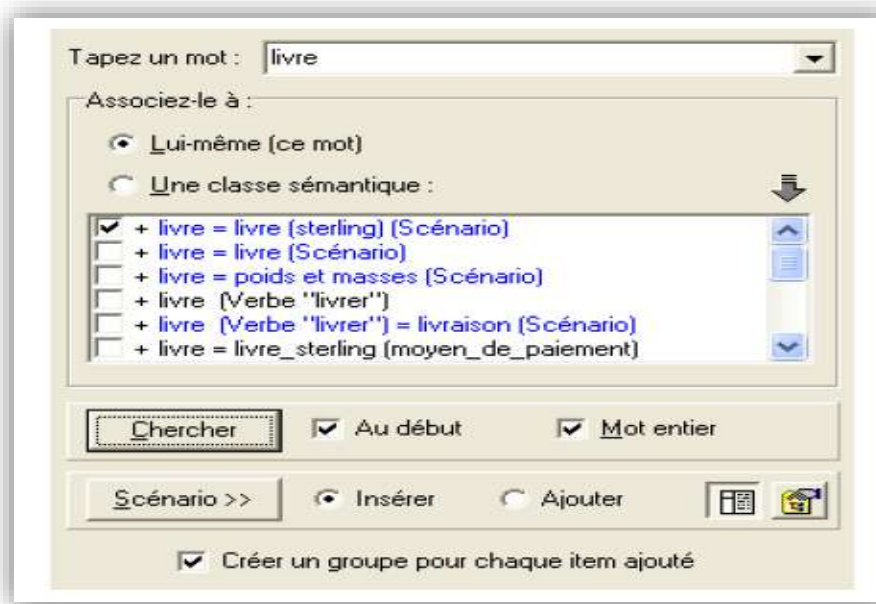 Tapez un mot : livre
Associez-le à :
Lui-même (ce mot)
Une classe sémantique :
+ livre = livre (sterling) (Scénario)
+ livre = livre (Scénario)
+ livre = poids et masses (Scénario)
+ livre (Verbe "livrer")
+ livre (Verbe "livrer") = livraison (Scénario)
+ livre = livre_sterling (moyen_de_paiement)
Chercher Au début Mot entier
Scénario >> Insérer Ajouter
Créer un groupe pour chaque item ajouté